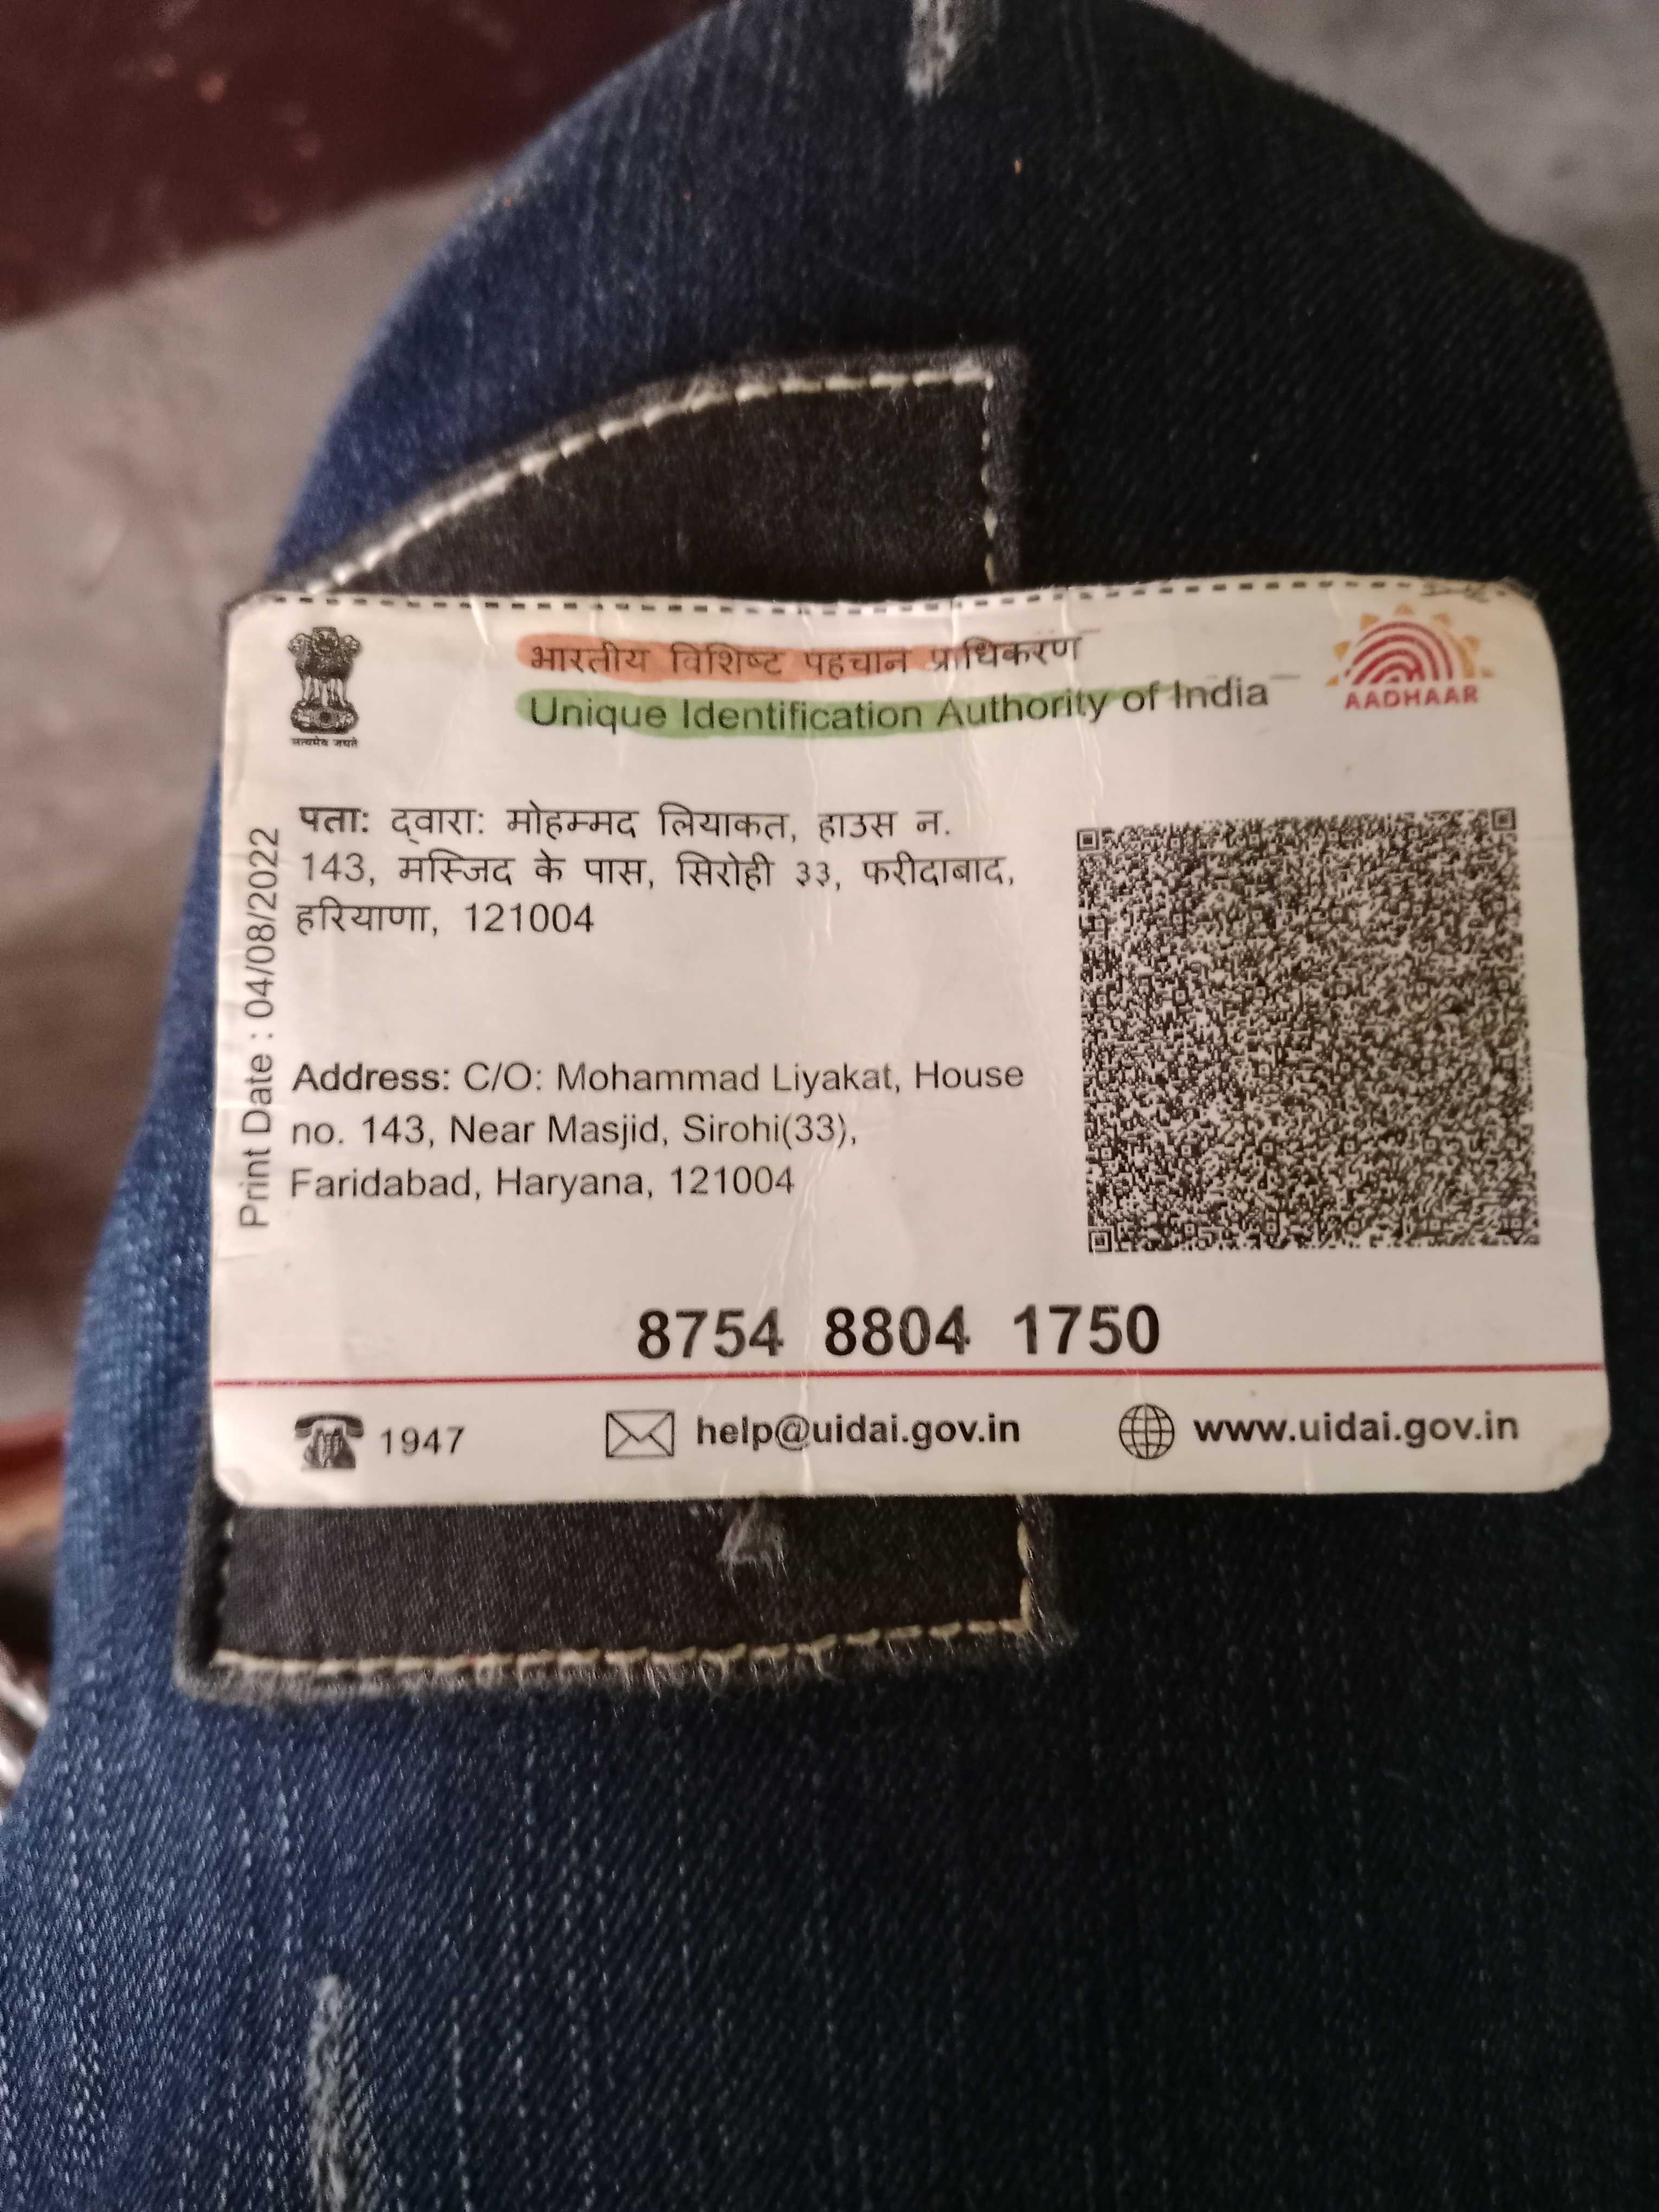 भारतीय विशिष्ट पहचान प्राधिकरण
Unique Identification Authority of India
AADHAAR
सत्यमेव जयते
Print Date : 04/08/2022
पता: द्वारा: मोहम्मद लियाकत, हाउस न.
143, मस्जिद के पास, सिरोही ३३, फरीदाबाद,
हरियाणा, 121004
Address: C/O: Mohammad Liyakat, House
no. 143, Near Masjid, Sirohi(33),
Faridabad, Haryana, 121004
8754 8804 1750
1947
help@uidai.gov.in
www.uidai.gov.in